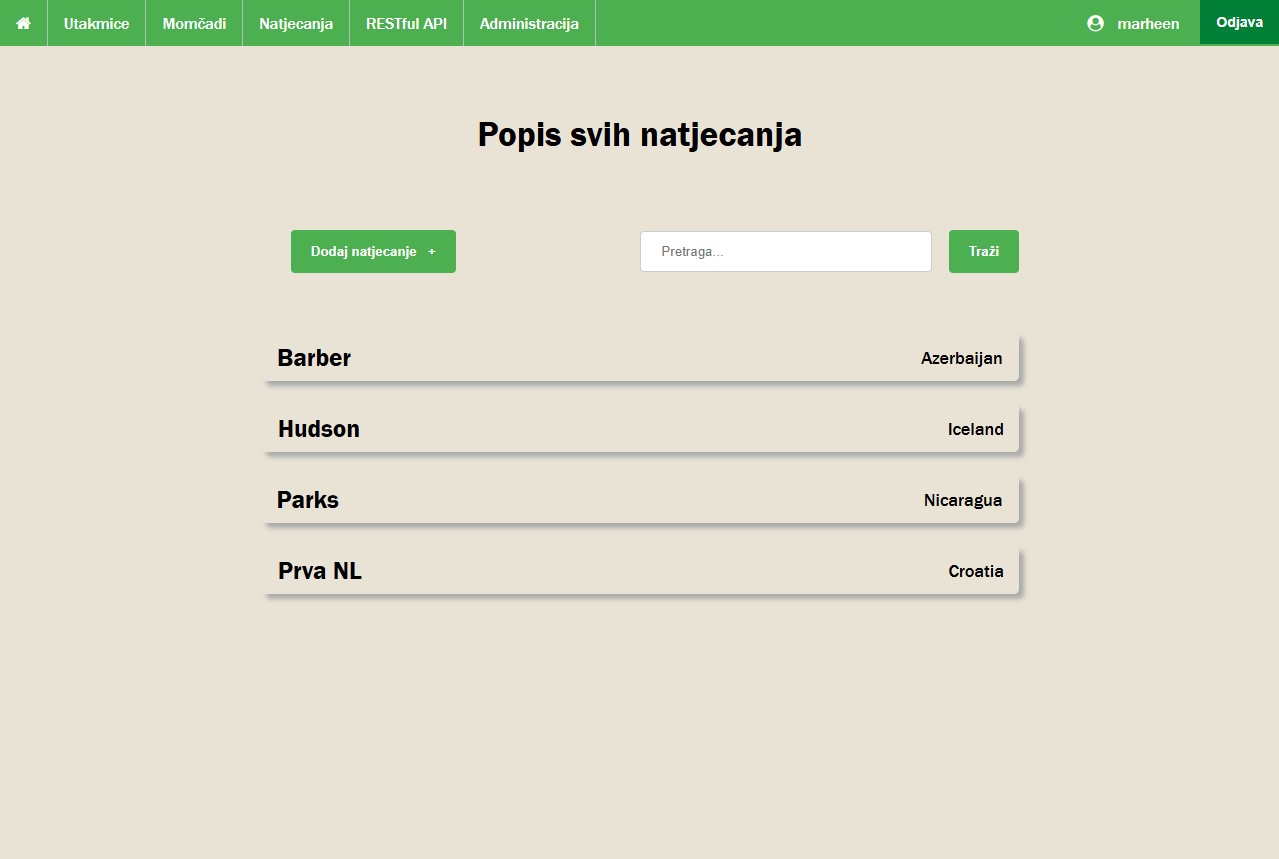 Utakmice Momčadi Natjecanja RESTful API Administracija marheen Odjava
Popis svih natjecanja
Dodaj natjecanje + Pretraga... Traži
Barber Azerbaijan
Hudson Iceland
Parks Nicaragua
Prva NL Croatia